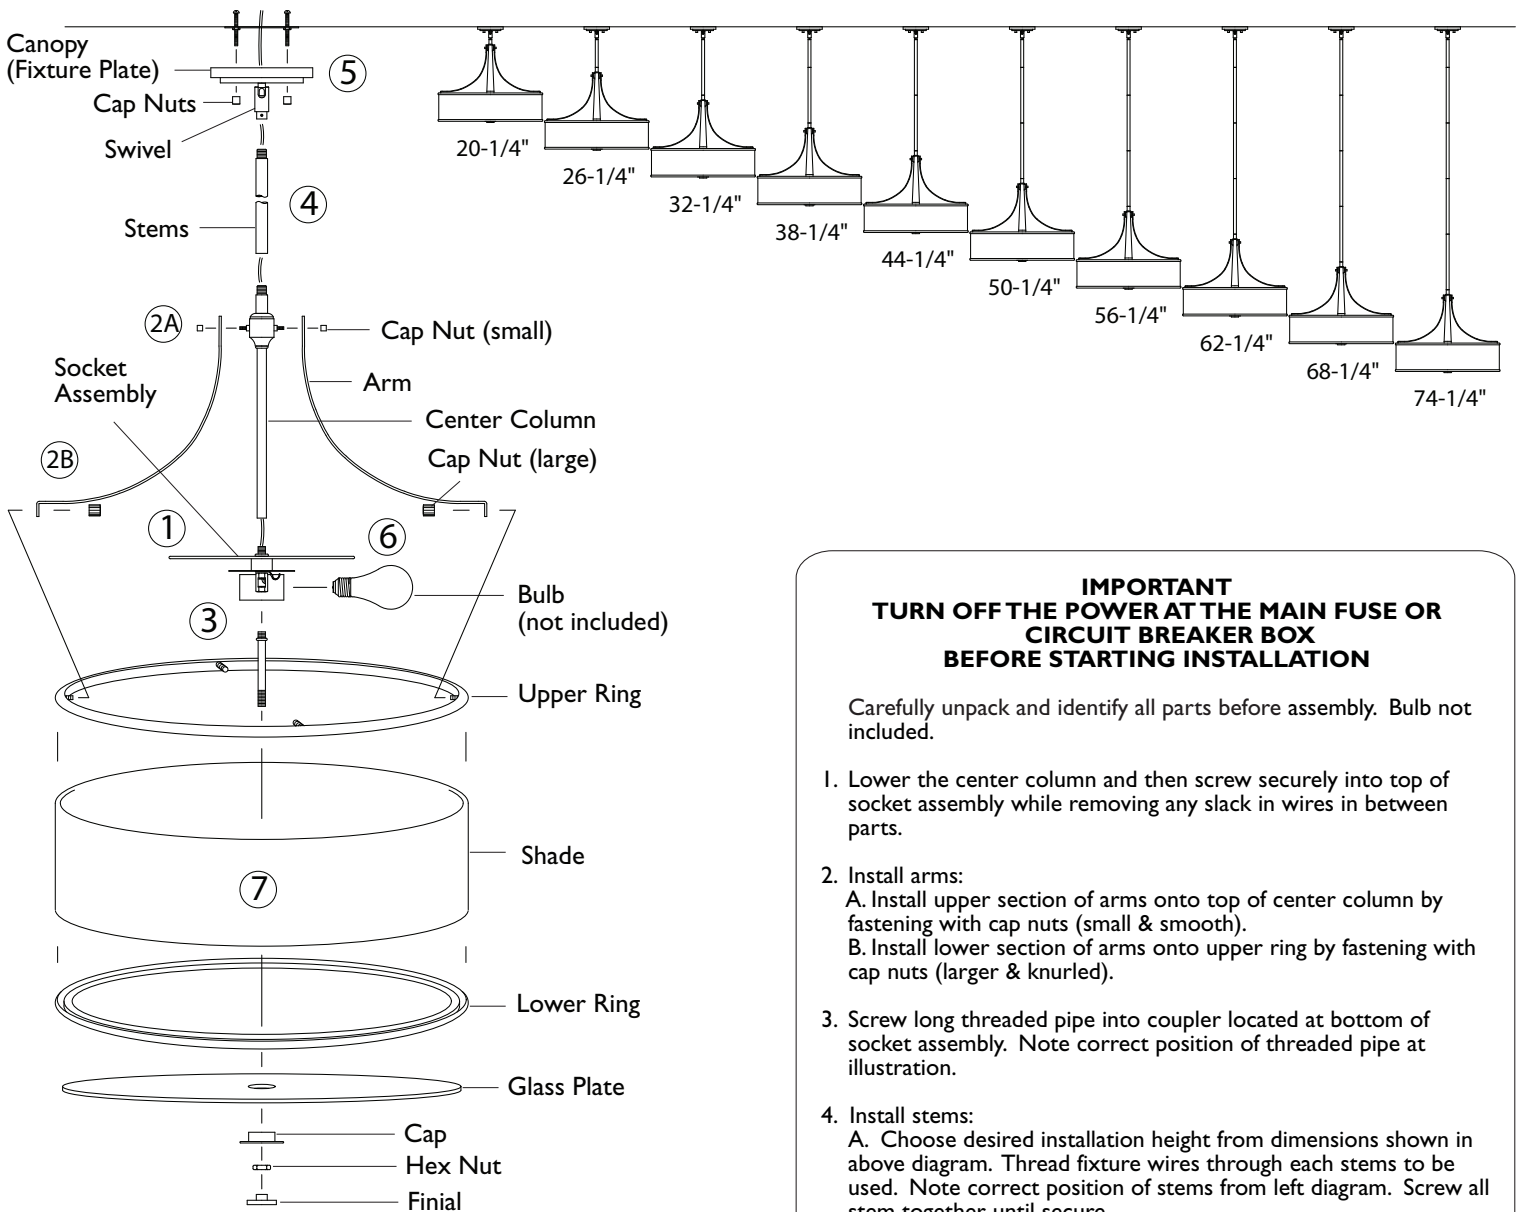 Canopy
(Fixture Plate)
5
Cap Nuts
Swivel
4
Stems
2A
Cap Nut (small)
Socket
Assembly
Arm
Center Column
2B
Cap Nut (large)
1
6
Bulb
(not included)
3
Upper Ring
Shade
7
Lower Ring
Glass Plate
Cap
Hex Nut
Finial
20-1/4"
26-1/4"
32-1/4"
38-1/4"
44-1/4"
50-1/4"
56-1/4"
62-1/4"
68-1/4"
74-1/4"
IMPORTANT
TURN OFF THE POWER AT THE MAIN FUSE OR
CIRCUIT BREAKER BOX
BEFORE STARTING INSTALLATION
Carefully unpack and identify all parts before assembly. Bulb not
included.
1. Lower the center column and then screw securely into top of
socket assembly while removing any slack in wires in between
parts.
2. Install arms:
A. Install upper section of arms onto top of center column by
fastening with cap nuts (small & smooth).
B. Install lower section of arms onto upper ring by fastening with
cap nuts (larger & knurled).
3. Screw long threaded pipe into coupler located at bottom of
socket assembly. Note correct position of threaded pipe at
illustration.
4. Install stems:
A. Choose desired installation height from dimensions shown in
above diagram. Thread fixture wires through each stems to be
used. Note correct position of stems from left diagram. Screw all
stem together until secure.